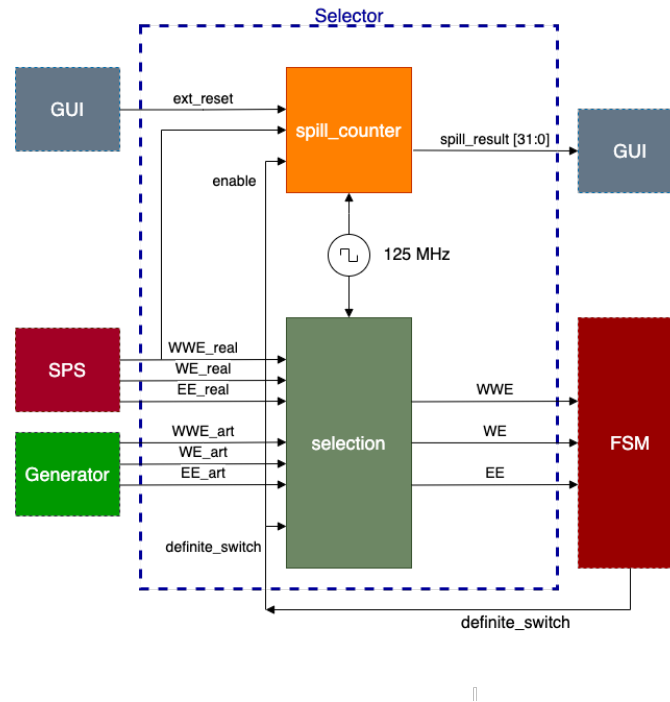 Selector
GUI
ext_reset
spill_counter
spill_result [31:0]
GUI
enable
125 MHz
SPS
WWE_real
WE_real
EE_real
WWE
Generator
WWE_art
WE_art
EE_art
selection
WE
EE
FSM
definite_switch
definite_switch